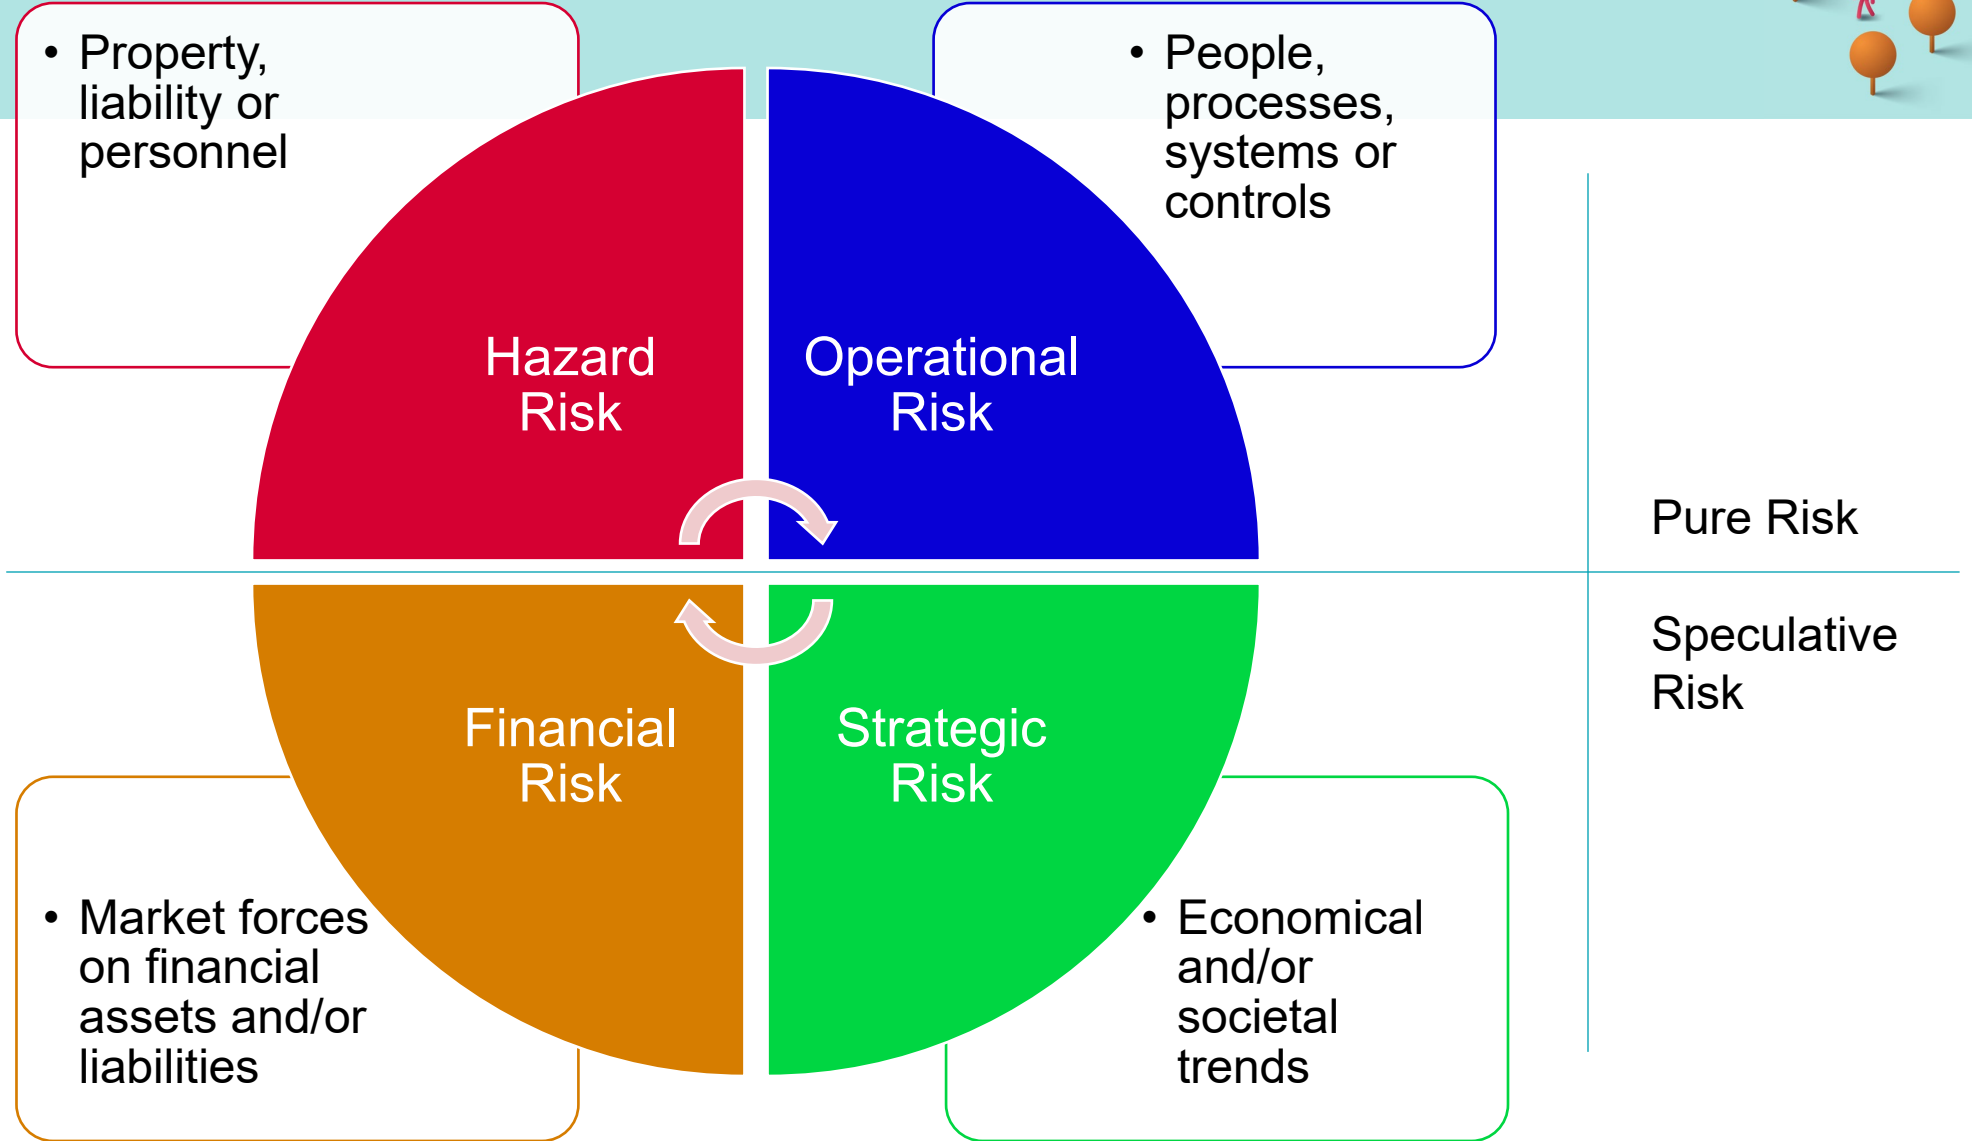 • Property,
liability or
personnel
• People,
processes,
systems or
controls
Hazard
Risk
Operational
Risk
Pure Risk
Speculative
Risk
Financial
Risk
Strategic
Risk
• Market forces
on financial
assets and/or
liabilities
• Economical
and/or
societal
trends